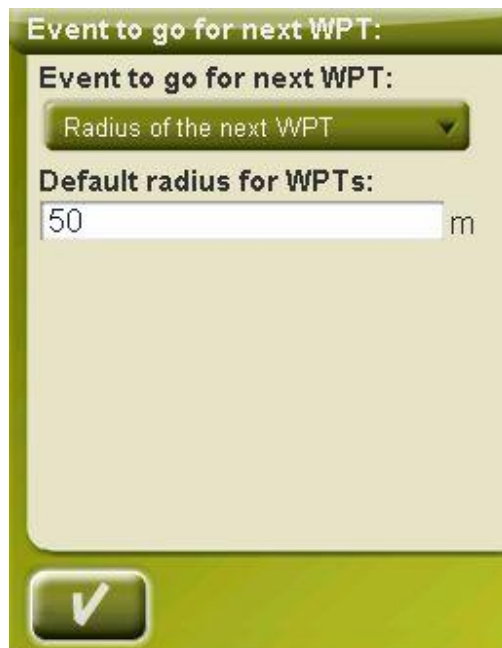 Event to go for next WPT:
Event to go for next WPT:
Radius of the next WPT
Default radius for WPTs:
50 m